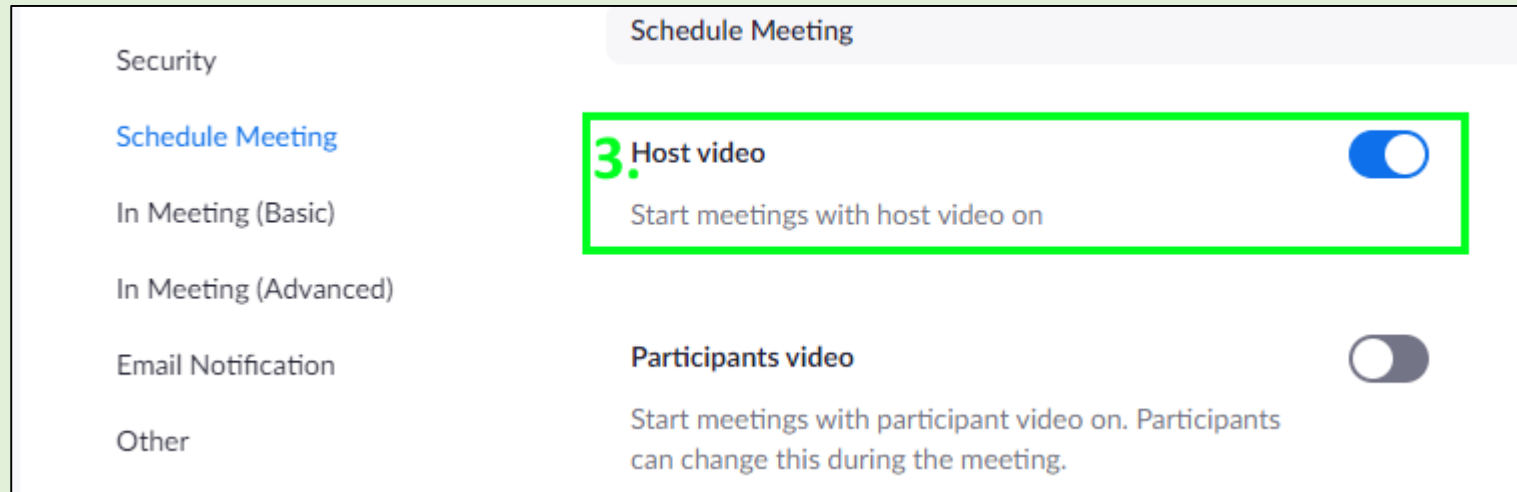 Security
Schedule Meeting
In Meeting (Basic)
In Meeting (Advanced)
Email Notification
Other
Schedule Meeting
3. Host video
Start meetings with host video on
Participants video
Start meetings with participant video on. Participants
can change this during the meeting.